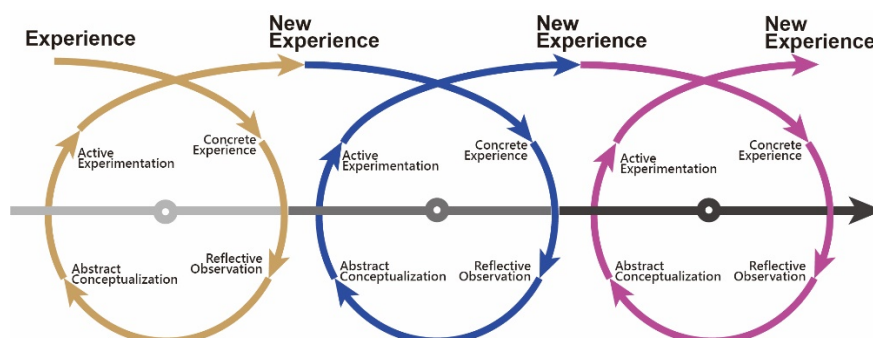 Experience
New
Experience
New
Experience
New
Experience
Concrete
Experience
Active
Experimentation
Abstract
Conceptualization
Reflective
Observation
Concrete
Experience
Active
Experimentation
Abstract
Conceptualization
Reflective
Observation
Concrete
Experience
Active
Experimentation
Abstract
Conceptualization
Reflective
Observation